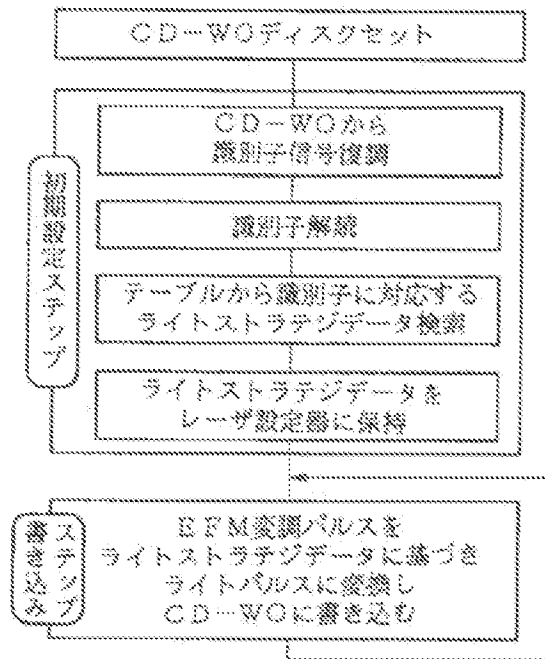 CD-WOディスクセット
初期設定ステップ
CD-WOから
識別子信号復調
識別子解読
テーブルから識別子に対応する
ライトストラテジデータ検索
ライトストラテジデータを
レーザ設定器に保持
書き込み
ステップ
EFM変調パルスを
ライトストラテジデータに基づき
ライトパルスに変換し
CD-WOに書き込む